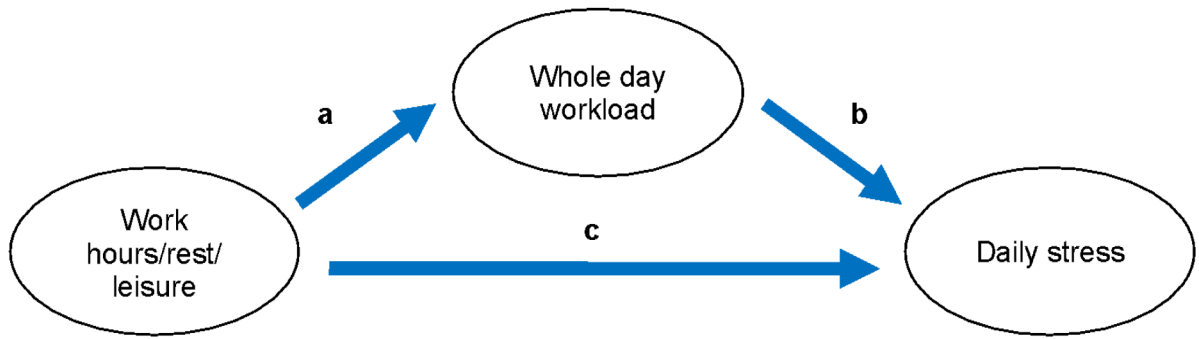 Whole day
workload
a
b
Work
hours/rest/
leisure
c
Daily stress